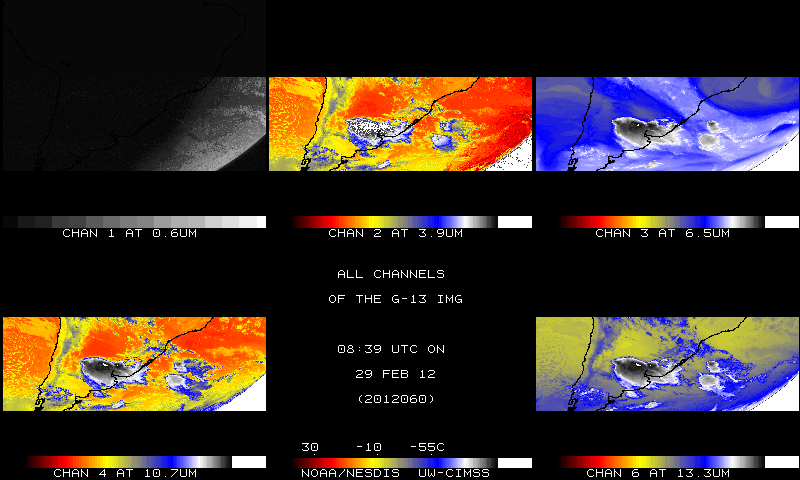 CHAN 1 AT 0.6UM
CHAN 2 AT 3.9UM
CHAN 3 AT 6.5UM
ALL CHANNELS
OF THE G-13 IMG
08:39 UTC ON
29 FEB 12
(2012060)
30 -10 -55C
CHAN 4 AT 10.7UM
NOAA/NESDIS UW-CIMSS
CHAN 6 AT 13.3UM